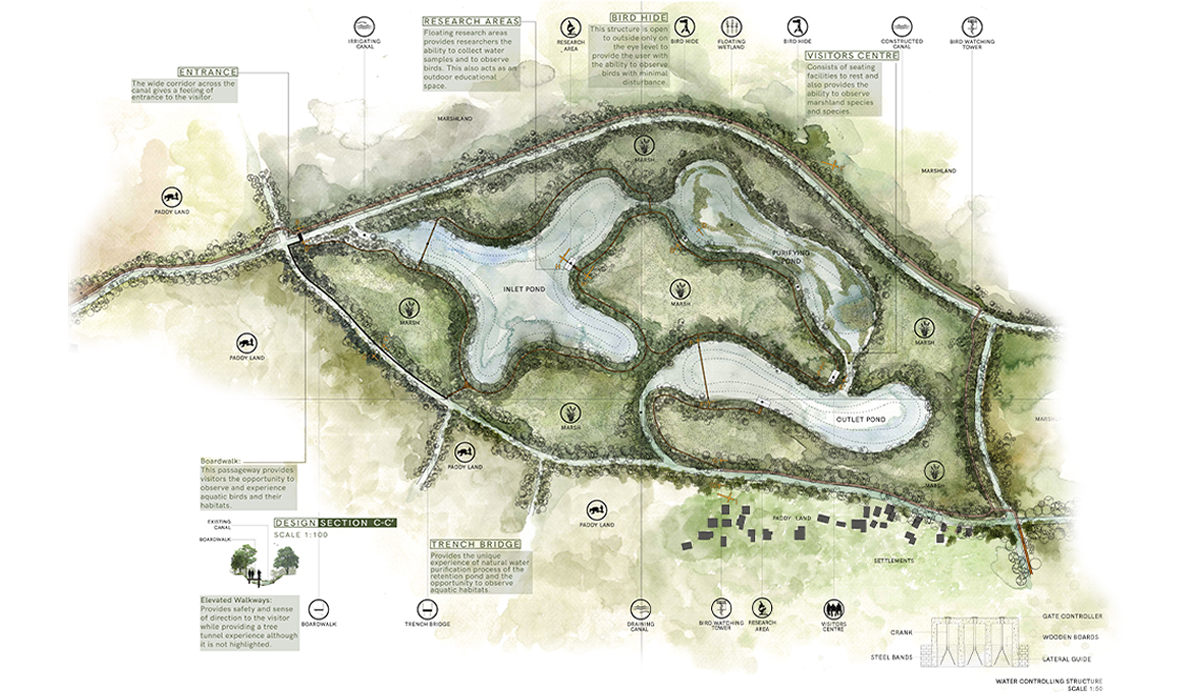 RESEARCH AREAS
Floating research areas
provides researchers the
ability to collect water
samples and to observe
birds. This also acts as an
outdoor educational
space.
BIRD HIDE
This structure is open
to outside only on
the eye level to
provide the user with
the ability to observe
birds with minimal
disturbance.
IRRIGATING
CANAL
RESEARCH
AREA
BIRD HIDE
FLOATING
WETLAND
BIRD HIDE
CONSTRUCTED
CANAL
BIRD WATCHING
TOWER
VISITORS CENTRE
Consists of seating
facilities to rest and
also provides the
ability to observe
marshland species
and species.
ENTRANCE
The wide corridor across the
canal gives a feeling of
entrance to the visitor.
MARSHLAND
MARSH
MARSHLAND
PADDY LAND
PURIFYING
POND
INLET POND
MARSH
MARSH
MARSH
PADDY LAND
MARSH
OUTLET POND
MARSH
PADDY LAND
MARSH
PADDY LAND
PADDY LAND
SETTLEMENTS
Boardwalk:
This passageway provides
visitors the opportunity to
observe and experience
aquatic birds and their
habitats.
EXISTING
CANAL
BOARDWALK
DESIGN SECTION C-C'
SCALE 1:100
TRENCH BRIDGE
Provides the unique
experience of natural water
purification process of the
retention pond and the
opportunity to observe
aquatic habitats.
Elevated Walkways:
Provides safety and sense
of direction to the visitor
while providing a tree
tunnel experience although
it is not highlighted.
BOARDWALK
TRENCH BRIDGE
DRAINING
CANAL
BIRD WATCHING
TOWER
RESEARCH
AREA
VISITORS
CENTRE
GATE CONTROLLER
CRANK
WOODEN BOARDS
STEEL BANDS
LATERAL GUIDE
WATER CONTROLLING STRUCTURE
SCALE 1:50